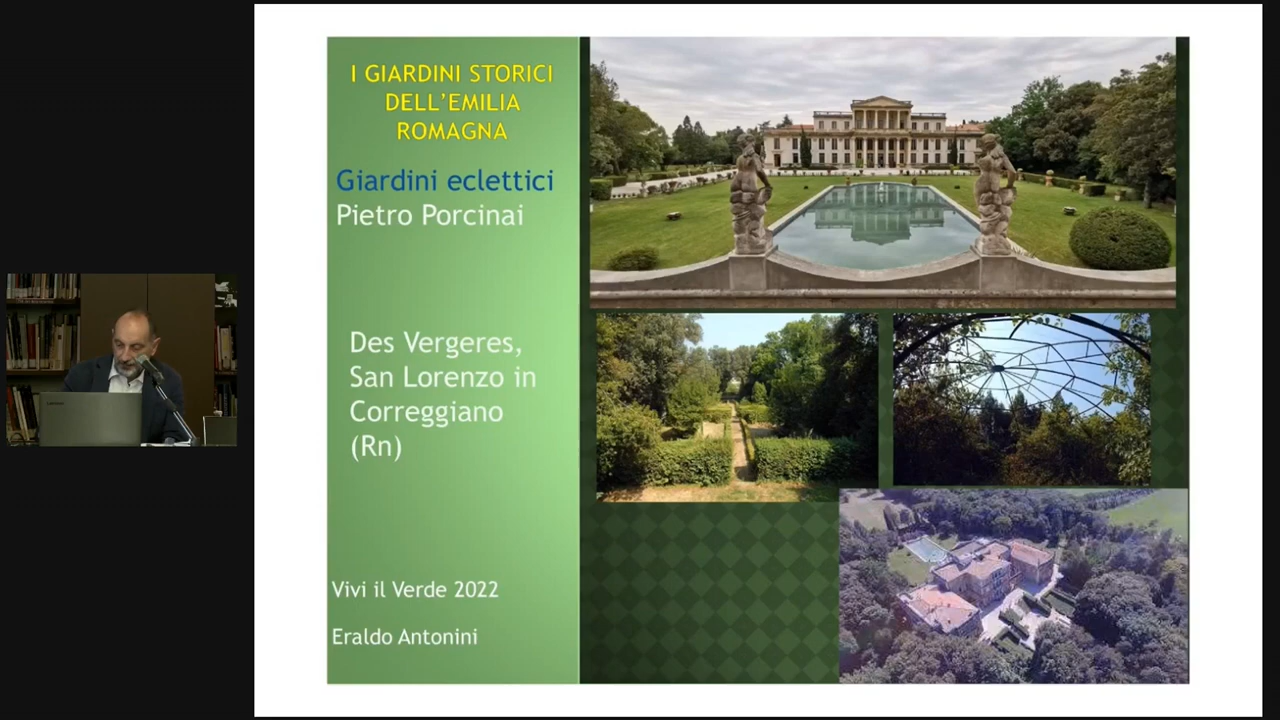 I GIARDINI STORICI
DELL'EMILIA
ROMAGNA
Giardini eclettici
Pietro Porcinai
Des Vergeres,
San Lorenzo in
Correggiano
(Rn)
Vivi il Verde 2022
Eraldo Antonini